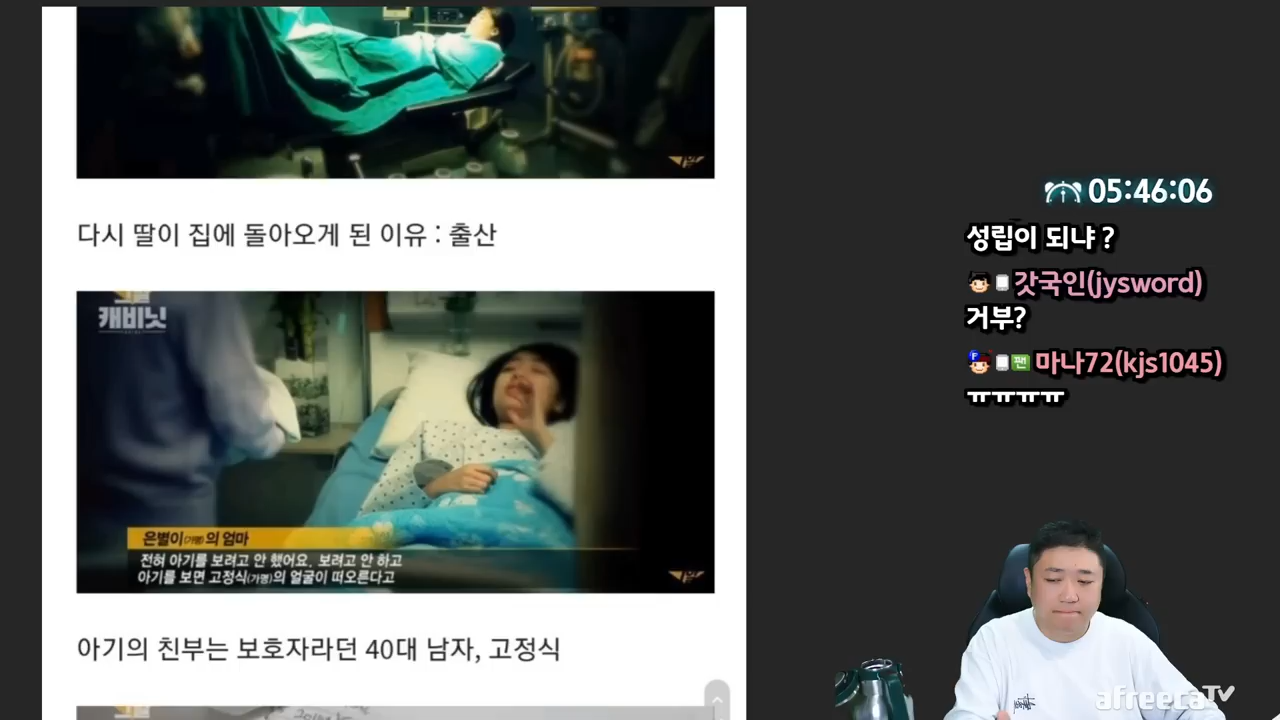 다시 딸이 집에 돌아오게 된 이유 : 출산
캐비닛
은별이(가명)의 엄마
전혀 아기를 보려고 안 했어요. 보려고 안 하고
아기를 보면 고정식(가명)의 얼굴이 떠오른다고
아기의 친부는 보호자라던 40대 남자, 고정식
05:46:06
성립이 되냐 ?
갓국인(jysword)
거부?
팬 마나72(kjs1045)
ㅠㅠㅠㅠ
afreecaTV